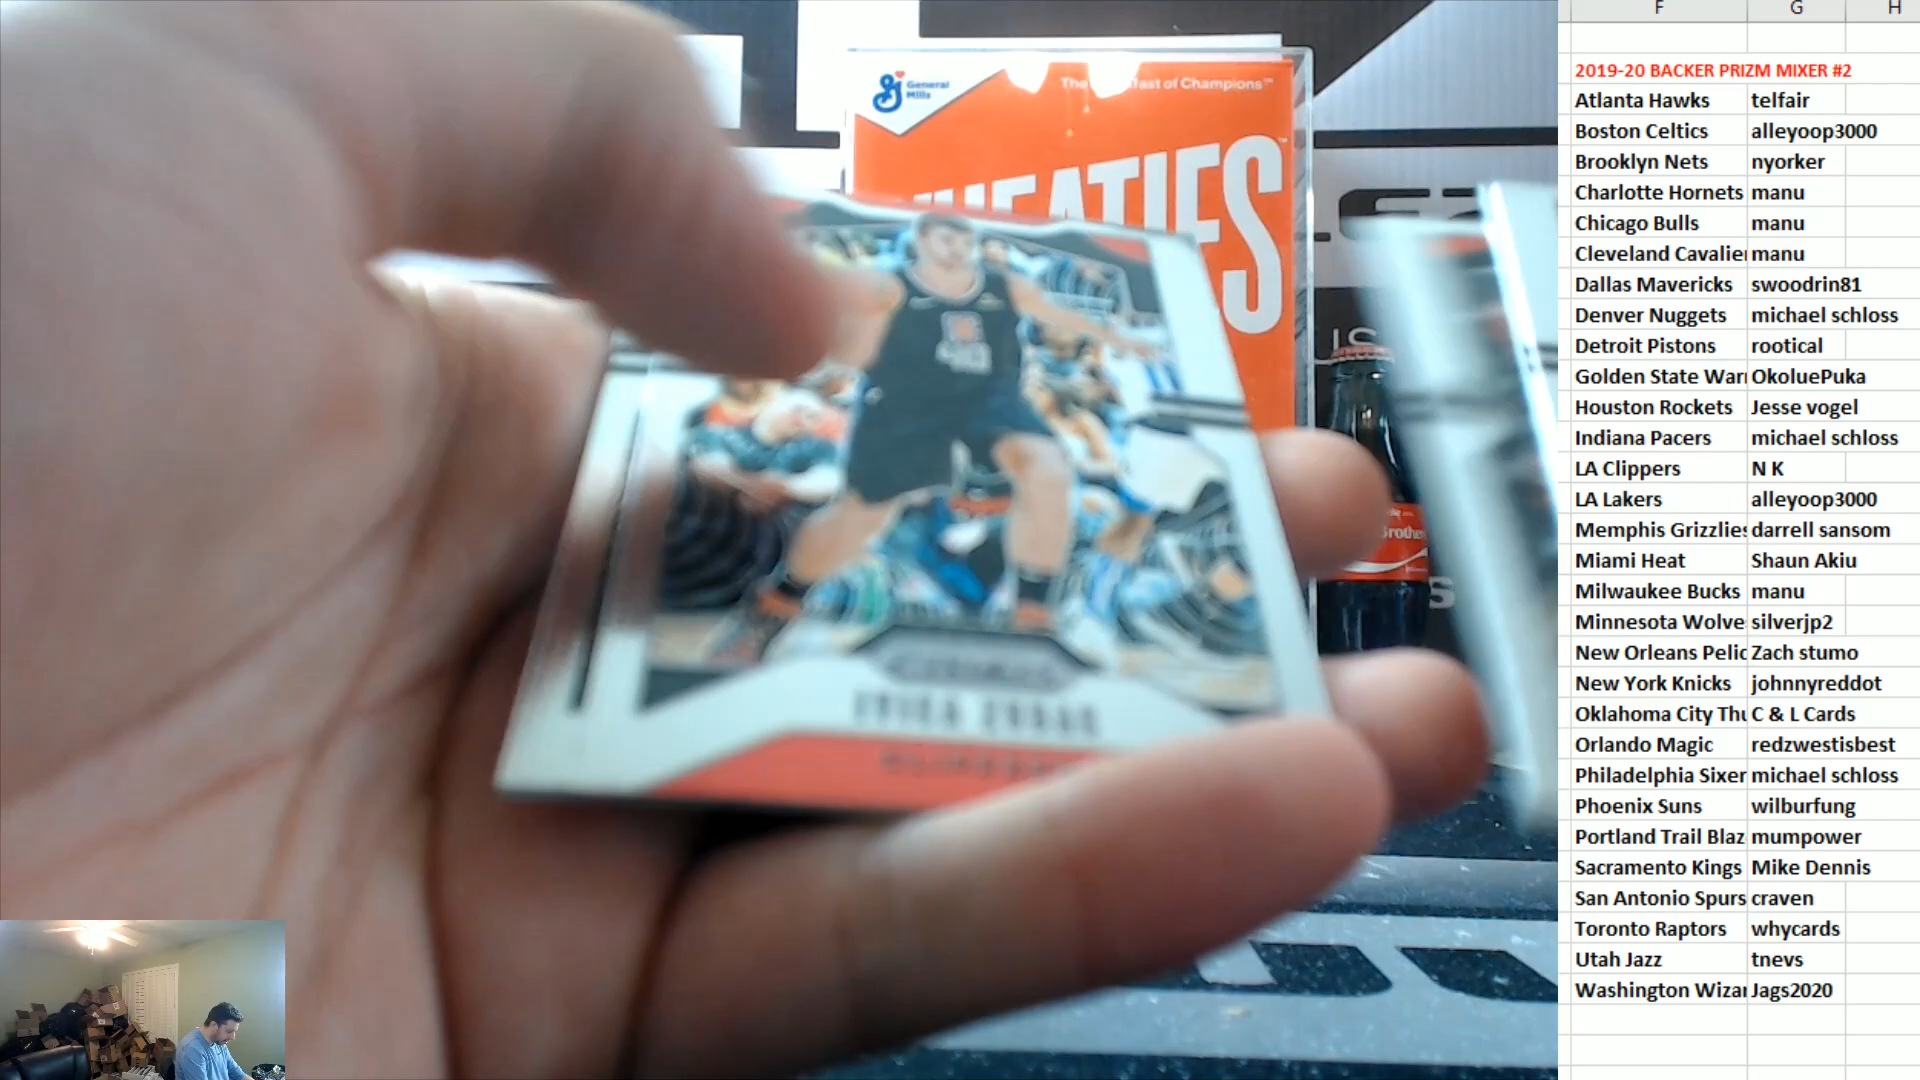 F G H
2019-20 BACKER PRIZM MIXER #2
Atlanta Hawks telfair
Boston Celtics alleyoop3000
Brooklyn Nets nyorker
Charlotte Hornets manu
Chicago Bulls manu
Cleveland Cavalie manu
Dallas Mavericks swoodrin81
Denver Nuggets michael schloss
Detroit Pistons rootical
Golden State War OkoluePuka
Houston Rockets Jesse vogel
Indiana Pacers michael schloss
LA Clippers N K
LA Lakers alleyoop3000
Memphis Grizzlies darrell sansom
Miami Heat Shaun Akiu
Milwaukee Bucks manu
Minnesota Wolve silverjp2
New Orleans Pelic Zach stumo
New York Knicks johnnyreddot
Oklahoma City Thu C & L Cards
Orlando Magic redzwestisbest
Philadelphia Sixer michael schloss
Phoenix Suns wilburfung
Portland Trail Blaz mumpower
Sacramento Kings Mike Dennis
San Antonio Spurs craven
Toronto Raptors whycards
Utah Jazz tnevs
Washington Wizar Jags2020
General
Mills
WHEATIES